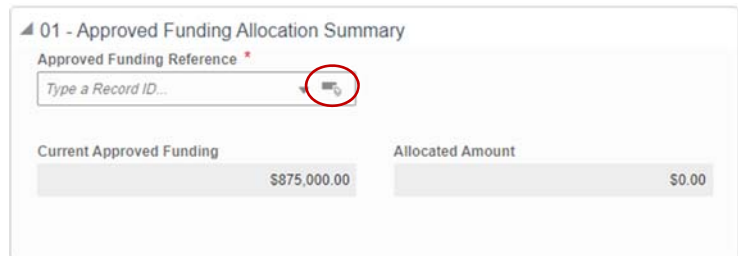 01 - Approved Funding Allocation Summary
Approved Funding Reference *
Type a Record ID...
Current Approved Funding Allocated Amount
$875,000.00 $0.00